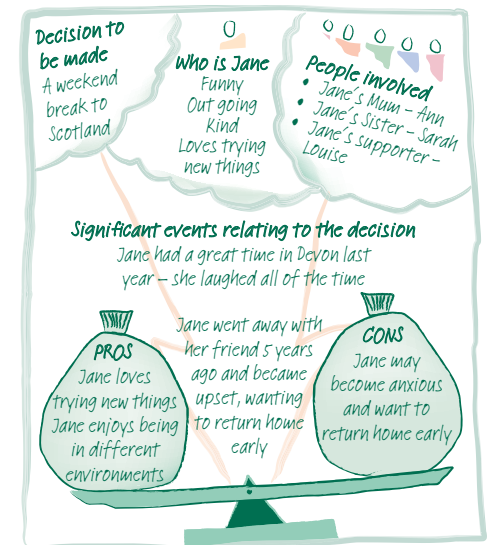 Decision to
be made
A weekend
break to
Scotland
Who is Jane
Funny
Out going
Kind
Loves trying
new things
People involved
• Jane's Mum – Ann
• Jane's Sister – Sarah
• Jane's supporter –
Louise
Significant events relating to the decision
Jane had a great time in Devon last
year – she laughed all of the time
Jane went away with
her friend 5 years
ago and became
upset, wanting
to return home
early
PROS
Jane loves
trying new things
Jane enjoys being
in different
environments
CONS
Jane may
become anxious
and want to
return home early